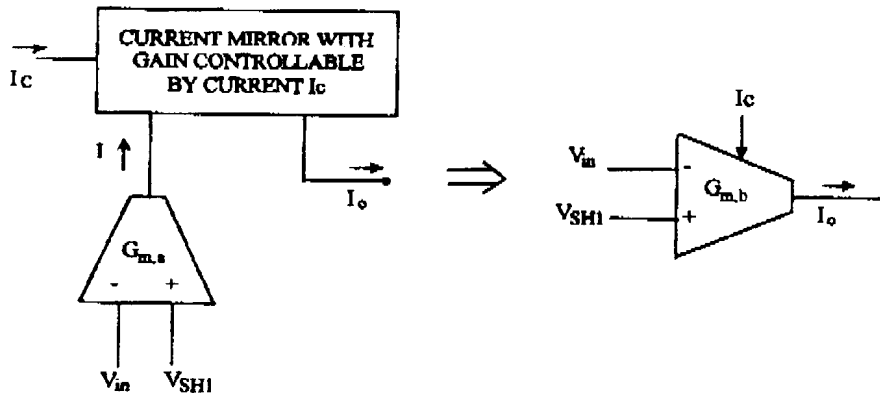 CURRENT MIRROR WITH
GAIN CONTROLLABLE
BY CURRENT Ic
Ic
I
Io
Gm,a
- +
Vin VSH1
Ic
Vin
-
Gm,b
VSH1
+
Io